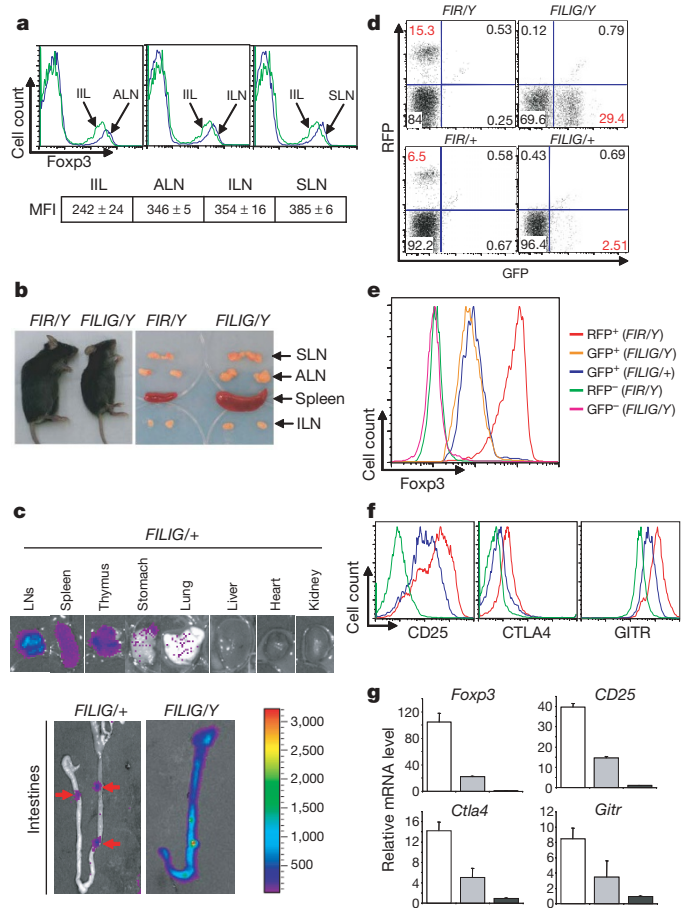 a
IIL ALN IIL ILN IIL SLN
Cell count
Foxp3
IIL ALN ILN SLN
MFI 242 ± 24 346 ± 5 354 ± 16 385 ± 6
b
FIR/Y FILIG/Y FIR/Y FILIG/Y
SLN
ALN
Spleen
ILN
c
FILIG/+
LNs Spleen Thymus Stomach Lung Liver Heart Kidney
FILIG/+ FILIG/Y
Intestines
3,000
2,500
2,000
1,500
1,000
500
d
FIR/Y FILIG/Y
15.3 0.53 0.12 0.79
84 0.25 69.6 29.4
FIR/+ FILIG/+
6.5 0.58 0.43 0.69
92.2 0.67 96.4 2.51
RFP
GFP
e
RFP+ (FIR/Y)
GFP+ (FILIG/Y)
GFP+ (FILIG/+)
RFP− (FIR/Y)
GFP− (FILIG/Y)
Cell count
Foxp3
f
Cell count
CD25 CTLA4 GITR
g
Relative mRNA level
Foxp3
120
80
40
0
CD25
40
30
20
10
0
Ctla4
16
12
8
4
0
Gitr
12
10
8
6
4
2
0